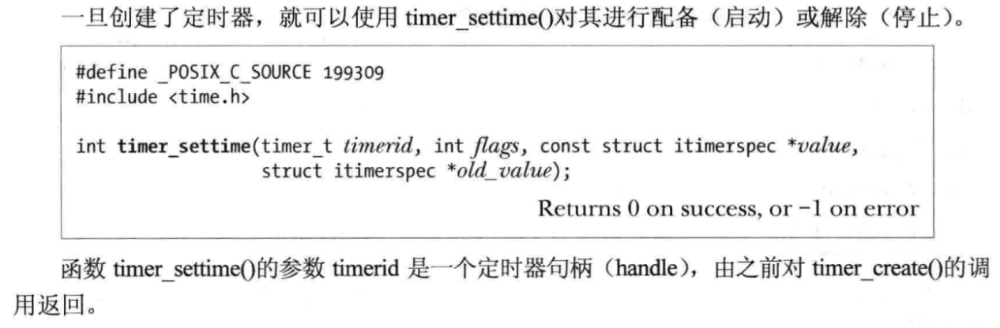 一旦创建了定时器，就可以使用 timer_settime()对其进行配备（启动）或解除（停止）。
#define _POSIX_C_SOURCE 199309
#include <time.h>
int timer_settime(timer_t timerid, int flags, const struct itimerspec *value,
struct itimerspec *old_value);
Returns 0 on success, or −1 on error
函数 timer_settime()的参数 timerid 是一个定时器句柄（handle），由之前对 timer_create()的调
用返回。